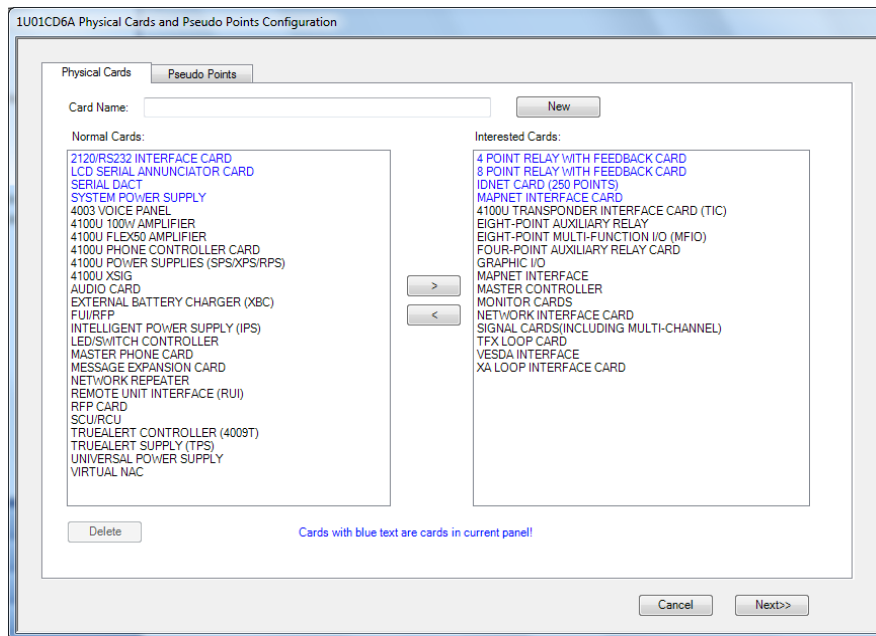 1U01CD6A Physical Cards and Pseudo Points Configuration
Physical Cards
Pseudo Points
Card Name:
New
Normal Cards:
Interested Cards:
2120/RS232 INTERFACE CARD
LCD SERIAL ANNUNCIATOR CARD
SERIAL DACT
SYSTEM POWER SUPPLY
4003 VOICE PANEL
4100U 100W AMPLIFIER
4100U FLEX50 AMPLIFIER
4100U PHONE CONTROLLER CARD
4100U POWER SUPPLIES (SPS/XPS/RPS)
4100U XSIG
AUDIO CARD
EXTERNAL BATTERY CHARGER (XBC)
FUI/RFP
INTELLIGENT POWER SUPPLY (IPS)
LED/SWITCH CONTROLLER
MASTER PHONE CARD
MESSAGE EXPANSION CARD
NETWORK REPEATER
REMOTE UNIT INTERFACE (RUI)
RFP CARD
SCU/RCU
TRUEALERT CONTROLLER (4009T)
TRUEALERT SUPPLY (TPS)
UNIVERSAL POWER SUPPLY
VIRTUAL NAC
>
<
4 POINT RELAY WITH FEEDBACK CARD
8 POINT RELAY WITH FEEDBACK CARD
IDNET CARD (250 POINTS)
MAPNET INTERFACE CARD
4100U TRANSPONDER INTERFACE CARD (TIC)
EIGHT-POINT AUXILIARY RELAY
EIGHT-POINT MULTI-FUNCTION I/O (MFIO)
FOUR-POINT AUXILIARY RELAY CARD
GRAPHIC I/O
MAPNET INTERFACE
MASTER CONTROLLER
MONITOR CARDS
NETWORK INTERFACE CARD
SIGNAL CARDS(INCLUDING MULTI-CHANNEL)
TFX LOOP CARD
VESDA INTERFACE
XA LOOP INTERFACE CARD
Delete
Cards with blue text are cards in current panel!
Cancel
Next>>